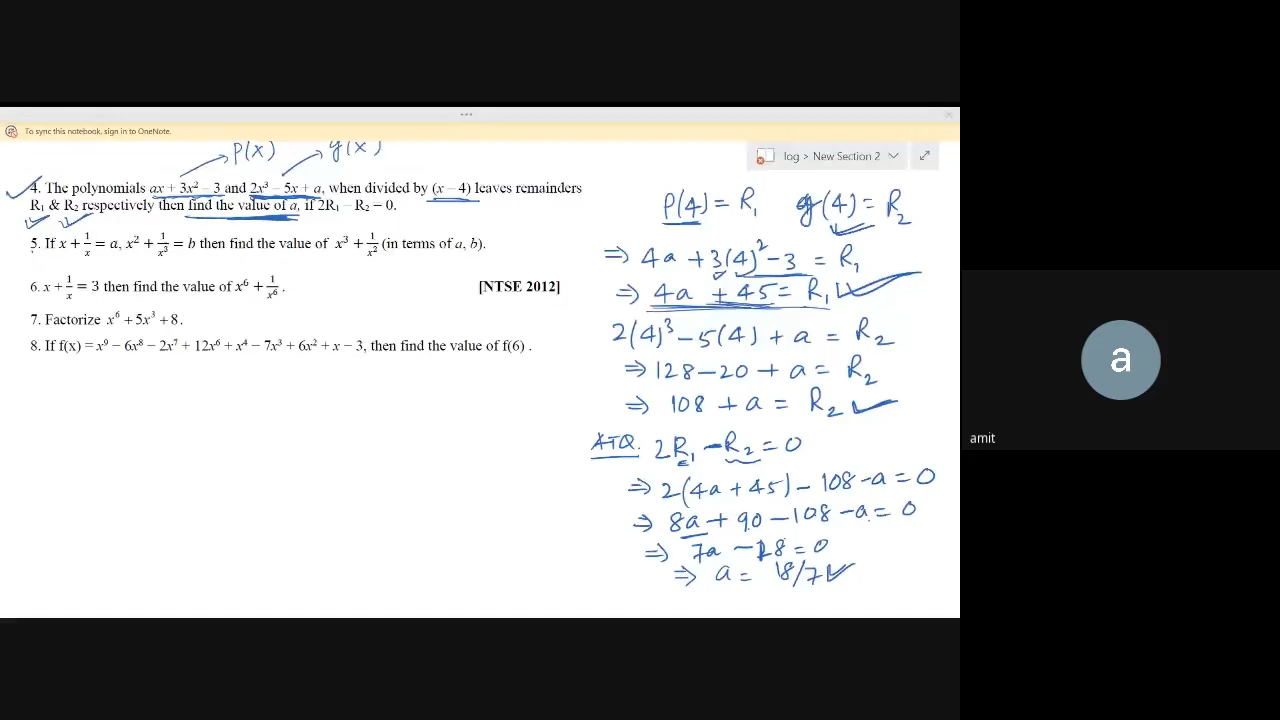 To sync this notebook, sign in to OneNote.
log > New Section 2
P(x) g(x)
4. The polynomials ax + 3x² – 3 and 2x³ – 5x + a, when divided by (x – 4) leaves remainders
R₁ & R₂ respectively then find the value of a, if 2R₁ – R₂ = 0.
5. If x + 1/x = a, x² + 1/x³ = b then find the value of x³ + 1/x² (in terms of a, b).
6. x + 1/x = 3 then find the value of x⁶ + 1/x⁶ . [NTSE 2012]
7. Factorize x⁶ + 5x³ + 8.
8. If f(x) = x⁹ – 6x⁸ – 2x⁷ + 12x⁶ + x⁴ – 7x³ + 6x² + x – 3, then find the value of f(6) .
P(4) = R₁ g(4) = R₂
⇒ 4a + 3(4)² – 3 = R₁
⇒ 4a + 45 = R₁
2(4)³ – 5(4) + a = R₂
⇒ 128 – 20 + a = R₂
⇒ 108 + a = R₂
ATQ. 2R₁ – R₂ = 0
⇒ 2(4a + 45) – 108 – a = 0
⇒ 8a + 90 – 108 – a = 0
⇒ 7a – 18 = 0
⇒ a = 18/7
a
amit